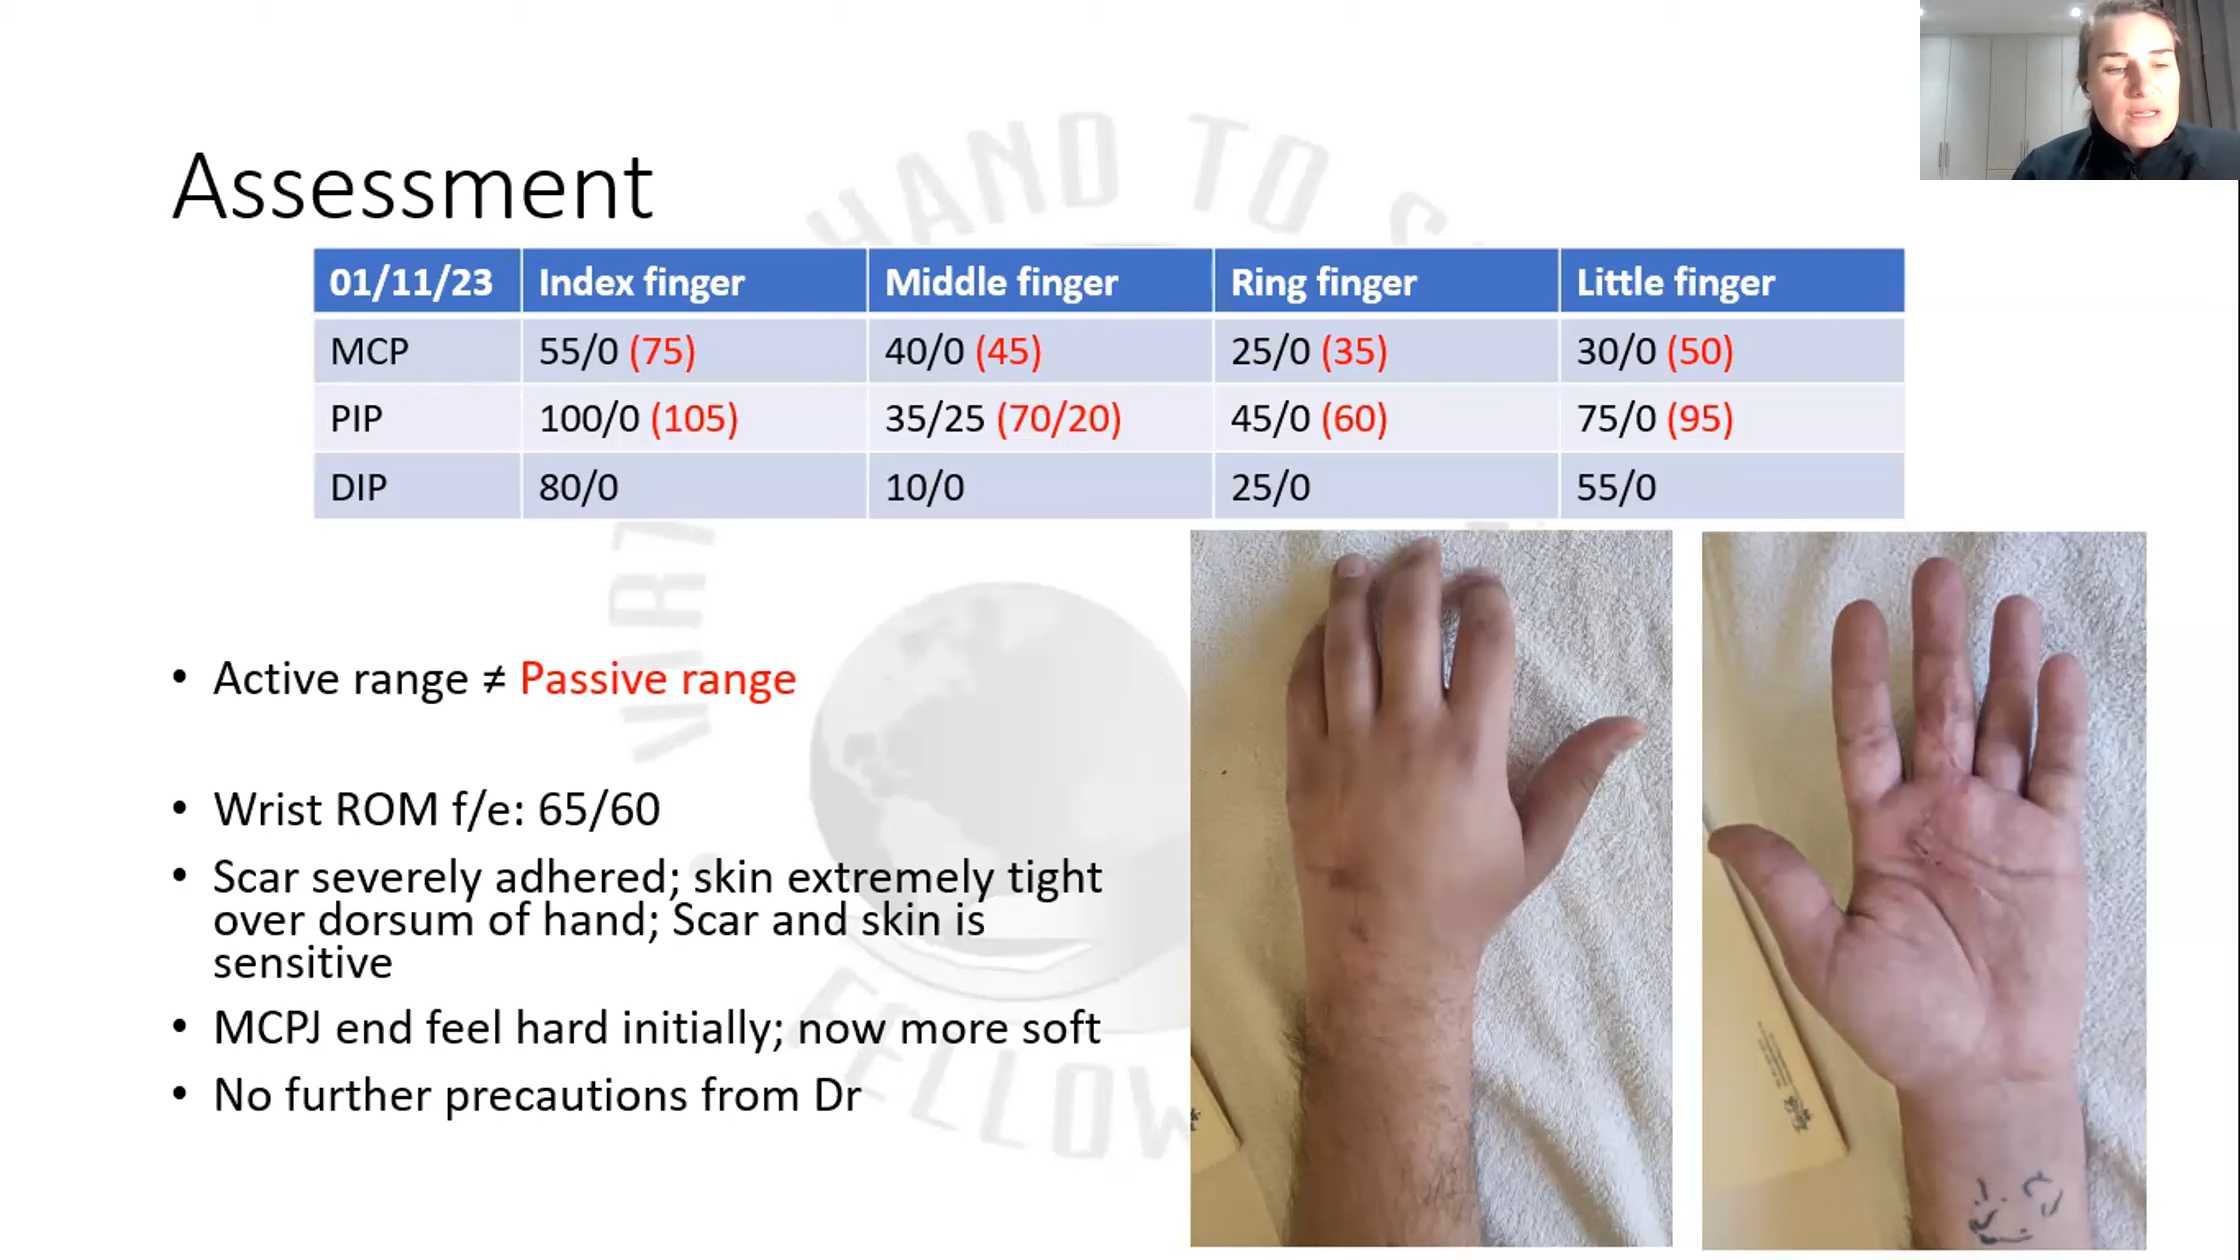 HAND TO
Assessment
01/11/23 Index finger Middle finger Ring finger Little finger
MCP 55/0 (75) 40/0 (45) 25/0 (35) 30/0 (50)
PIP 100/0 (105) 35/25 (70/20) 45/0 (60) 75/0 (95)
DIP 80/0 10/0 25/0 55/0
• Active range ≠ Passive range
• Wrist ROM f/e: 65/60
• Scar severely adhered; skin extremely tight
over dorsum of hand; Scar and skin is
sensitive
• MCPJ end feel hard initially; now more soft
• No further precautions from Dr